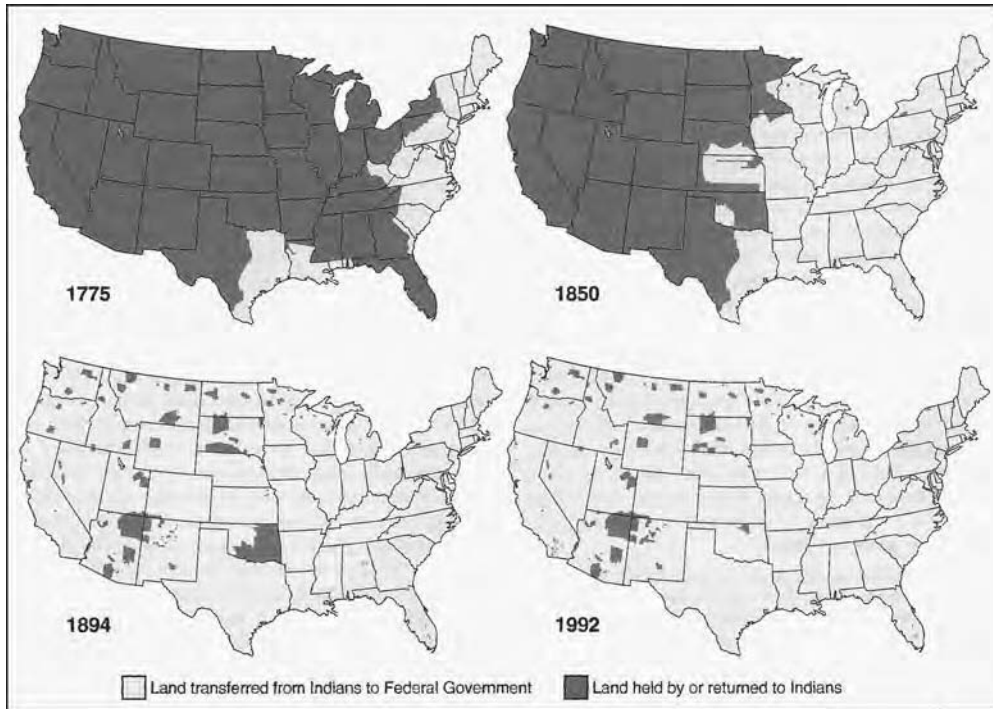 1775
1850
1894
1992
Land transferred from Indians to Federal Government
Land held by or returned to Indians